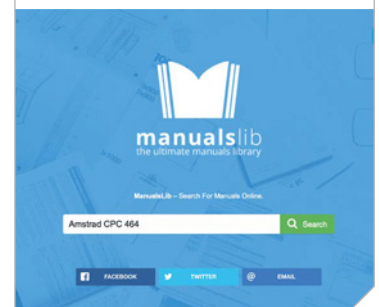 manualslib
the ultimate manuals library
ManualsLib – Search For Manuals Online.
Amstrad CPC 464
Search
FACEBOOK
TWITTER
@ EMAIL